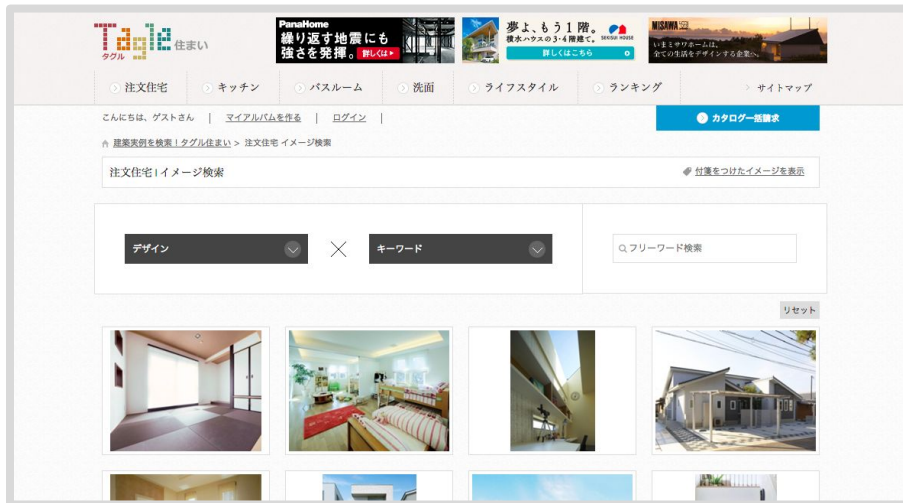 Tagle 住まい
タグル
PanaHome
繰り返す地震にも
強さを発揮。 詳しくは
夢よ、もう1階。
積水ハウスの3・4階建て。 SEKISUI HOUSE
詳しくはこちら
MISAWA
いまミサワホームは、
全ての生活をデザインする企業へ。
注文住宅 キッチン バスルーム 洗面 ライフスタイル ランキング サイトマップ
こんにちは、ゲストさん | マイアルバムを作る | ログイン |
カタログ一括請求
建築実例を検索!タグル住まい > 注文住宅 イメージ検索
注文住宅 | イメージ検索
付箋をつけたイメージを表示
デザイン
キーワード
フリーワード検索
リセット